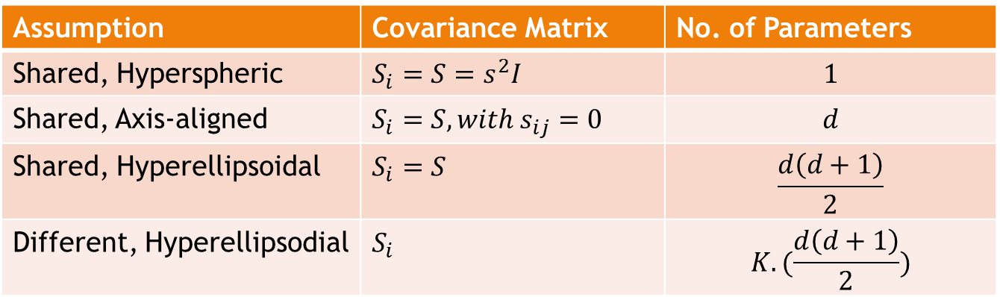 Assumption Covariance Matrix No. of Parameters
Shared, Hyperspheric S_i = S = s^2 I 1
Shared, Axis-aligned S_i = S, with s_{ij} = 0 d
Shared, Hyperellipsoidal S_i = S \frac{d(d + 1)}{2}
Different, Hyperellipsodial S_i K.(\frac{d(d + 1)}{2})